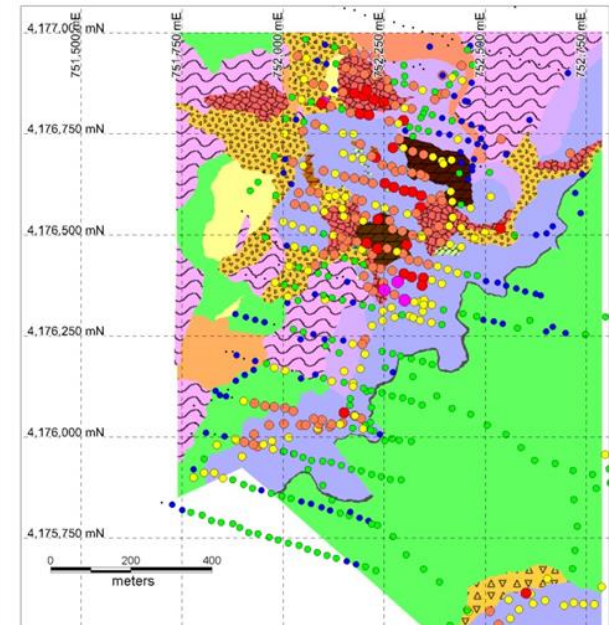 751,500 mE
751,750 mE
752,000 mE
752,250 mE
752,500 mE
752,750 mE
4,177,000 mN
4,176,750 mN
4,176,500 mN
4,176,250 mN
4,176,000 mN
4,175,750 mN
0 200 400
meters